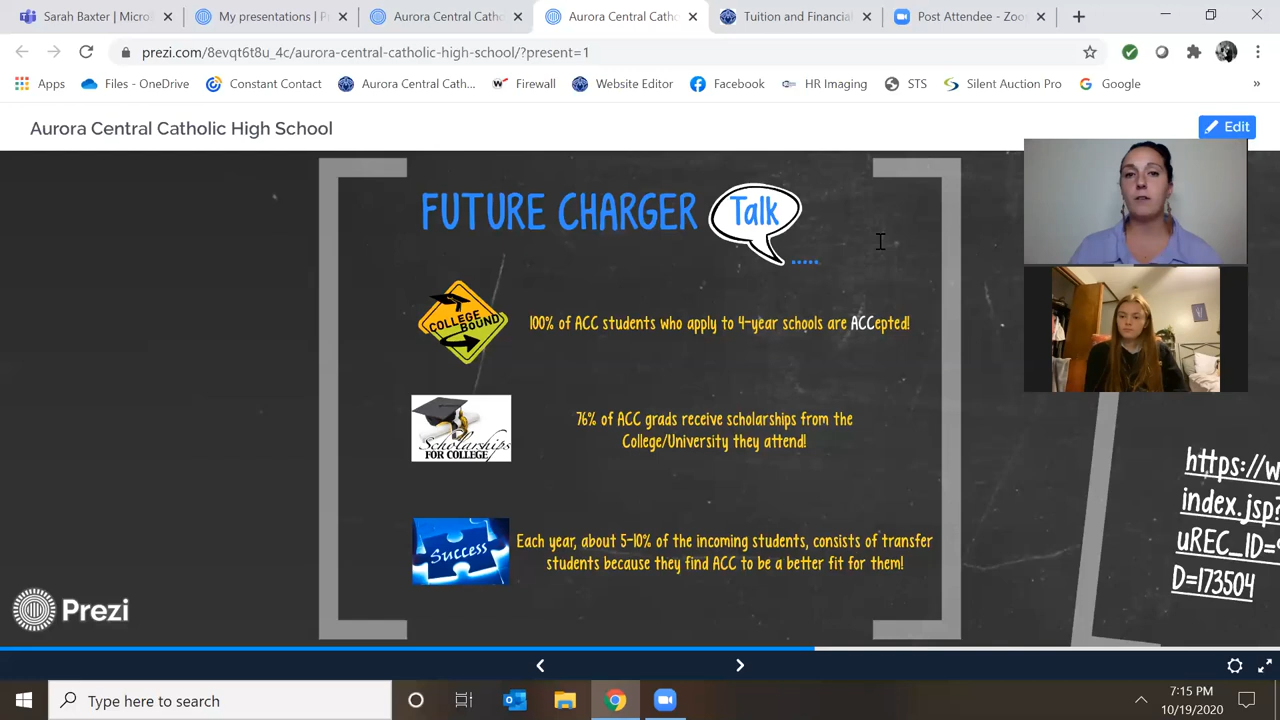 Sarah Baxter | Micros
My presentations | P
Aurora Central Catho
Aurora Central Catho
Tuition and Financial
Post Attendee - Zoo
prezi.com/8evqt6t8u_4c/aurora-central-catholic-high-school/?present=1
Apps
Files - OneDrive
Constant Contact
Aurora Central Cath...
Firewall
Website Editor
Facebook
HR Imaging
STS
Silent Auction Pro
Google
»
Aurora Central Catholic High School
Edit
FUTURE CHARGER Talk
.....
COLLEGE BOUND
100% of ACC students who apply to 4-year schools are ACCepted!
Scholarships
FOR COLLEGE
76% of ACC grads receive scholarships from the
College/University they attend!
Success
Each year, about 5-10% of the incoming students, consists of transfer
students because they find ACC to be a better fit for them!
https://w
index.jsp?
uREC_ID=
D=173504
Prezi
Type here to search
7:15 PM
10/19/2020